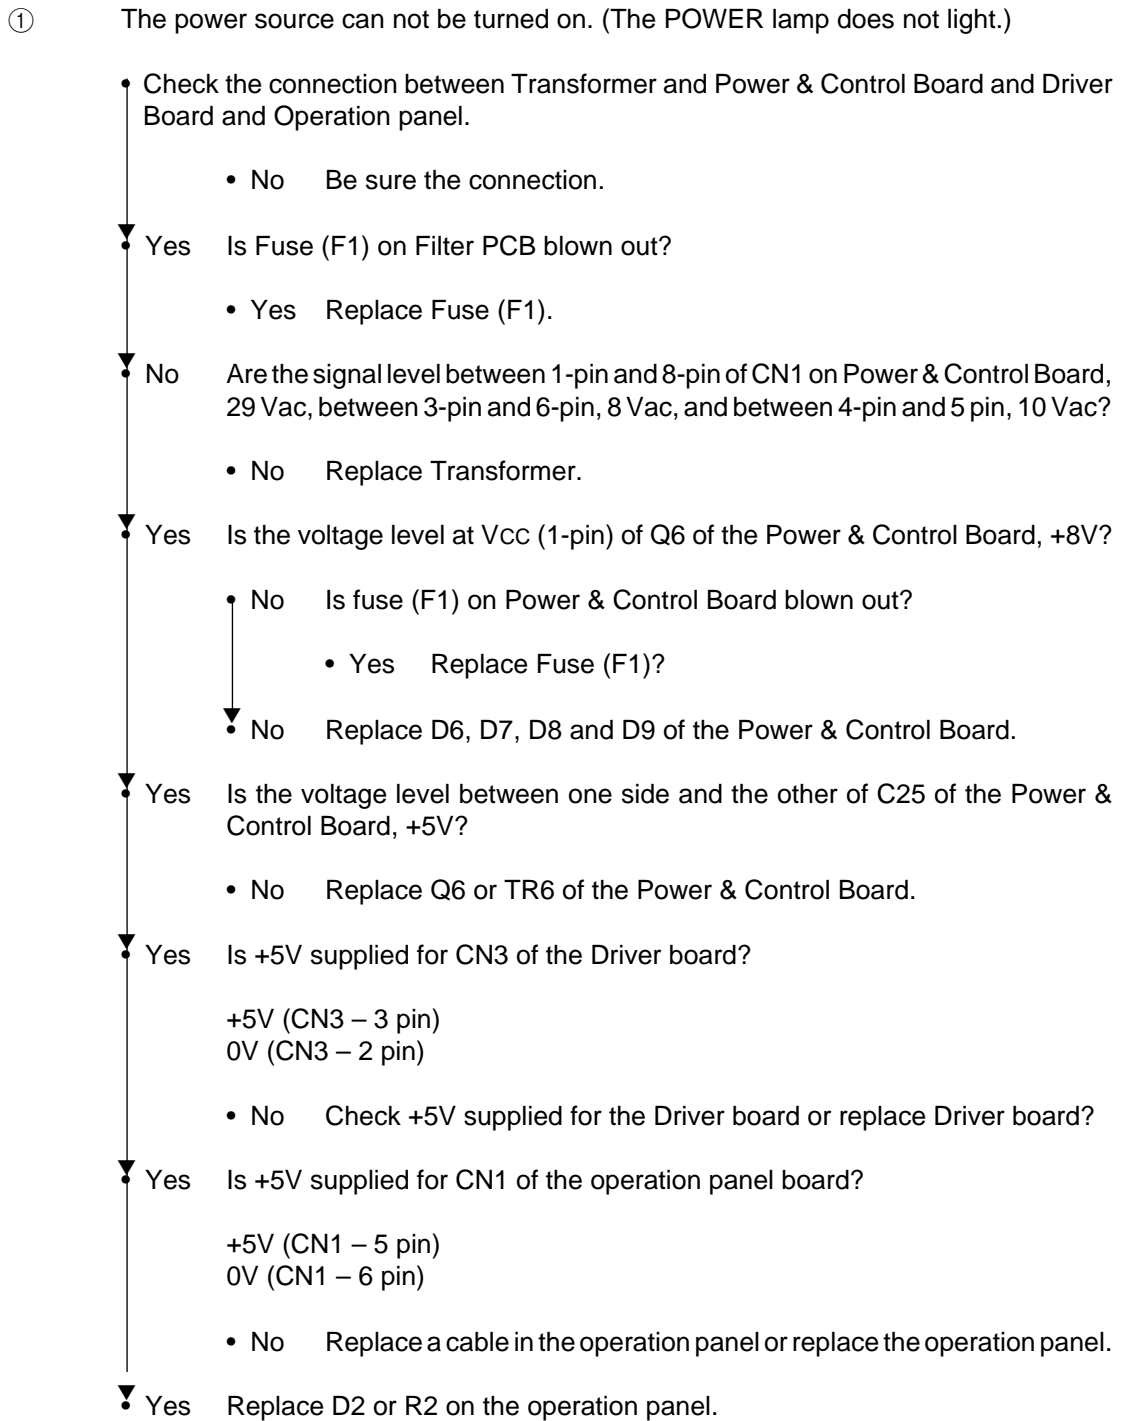 ① The power source can not be turned on. (The POWER lamp does not light.)
• Check the connection between Transformer and Power & Control Board and Driver
Board and Operation panel.
• No Be sure the connection.
• Yes Is Fuse (F1) on Filter PCB blown out?
• Yes Replace Fuse (F1).
• No Are the signal level between 1-pin and 8-pin of CN1 on Power & Control Board,
29 Vac, between 3-pin and 6-pin, 8 Vac, and between 4-pin and 5 pin, 10 Vac?
• No Replace Transformer.
• Yes Is the voltage level at VCC (1-pin) of Q6 of the Power & Control Board, +8V?
• No Is fuse (F1) on Power & Control Board blown out?
• Yes Replace Fuse (F1)?
• No Replace D6, D7, D8 and D9 of the Power & Control Board.
• Yes Is the voltage level between one side and the other of C25 of the Power &
Control Board, +5V?
• No Replace Q6 or TR6 of the Power & Control Board.
• Yes Is +5V supplied for CN3 of the Driver board?
+5V (CN3 – 3 pin)
0V (CN3 – 2 pin)
• No Check +5V supplied for the Driver board or replace Driver board?
• Yes Is +5V supplied for CN1 of the operation panel board?
+5V (CN1 – 5 pin)
0V (CN1 – 6 pin)
• No Replace a cable in the operation panel or replace the operation panel.
• Yes Replace D2 or R2 on the operation panel.